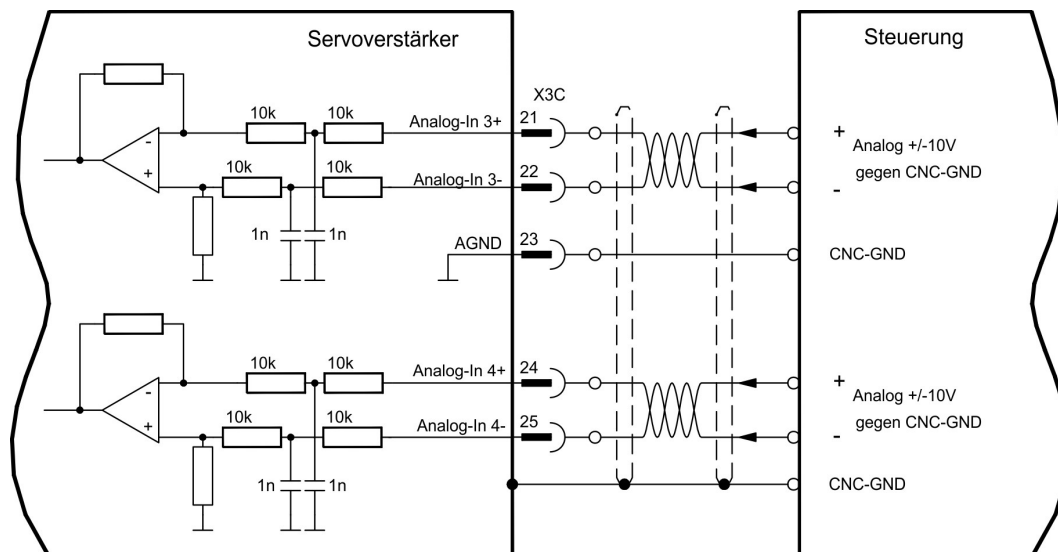 Servoverstärker
Steuerung
X3C
10k
10k
Analog-In 3+
21
+
Analog +/-10V
gegen CNC-GND
-
-
+
10k
10k
Analog-In 3-
22
1n
1n
AGND
23
CNC-GND
10k
10k
Analog-In 4+
24
+
Analog +/-10V
gegen CNC-GND
-
-
+
10k
10k
Analog-In 4-
25
1n
1n
CNC-GND